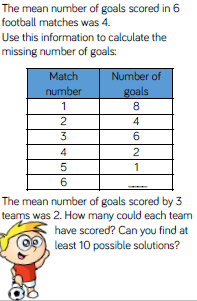 The mean number of goals scored in 6
football matches was 4.
Use this information to calculate the
missing number of goals:
Match number Number of goals
1 8
2 4
3 6
4 2
5 1
6 ____
The mean number of goals scored by 3
teams was 2. How many could each team
have scored? Can you find at
least 10 possible solutions?